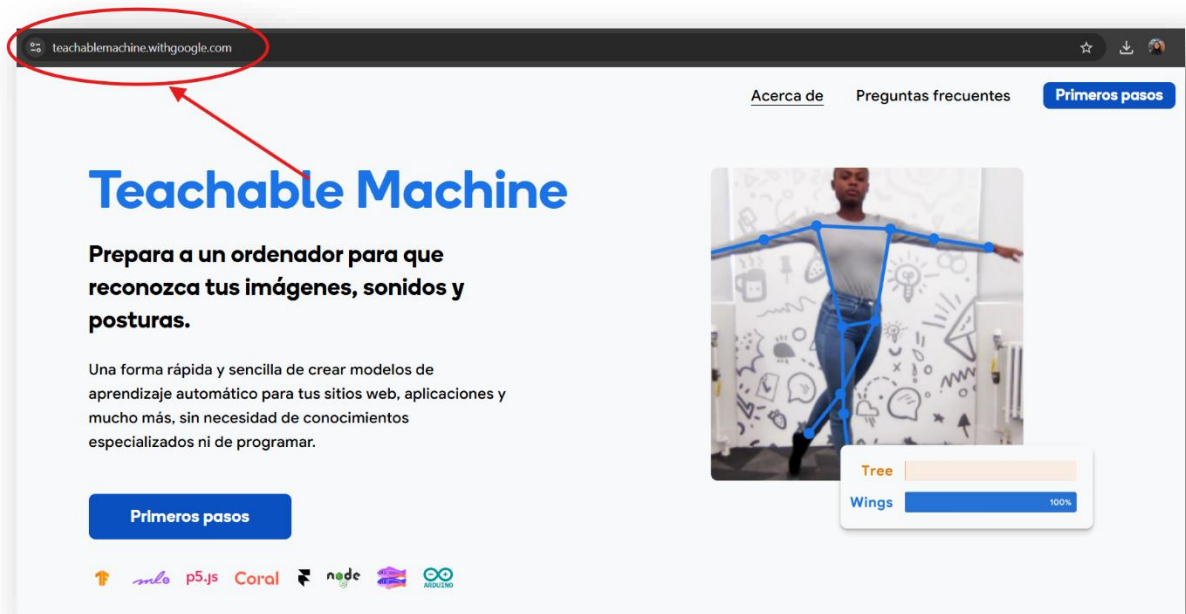 teachablemachine.withgoogle.com
Acerca de
Preguntas frecuentes
Primeros pasos
Teachable Machine
Prepara a un ordenador para que
reconozca tus imágenes, sonidos y
posturas.
Una forma rápida y sencilla de crear modelos de
aprendizaje automático para tus sitios web, aplicaciones y
mucho más, sin necesidad de conocimientos
especializados ni de programar.
Tree
Wings 100%
Primeros pasos
ml5 p5.js Coral node ARDUINO